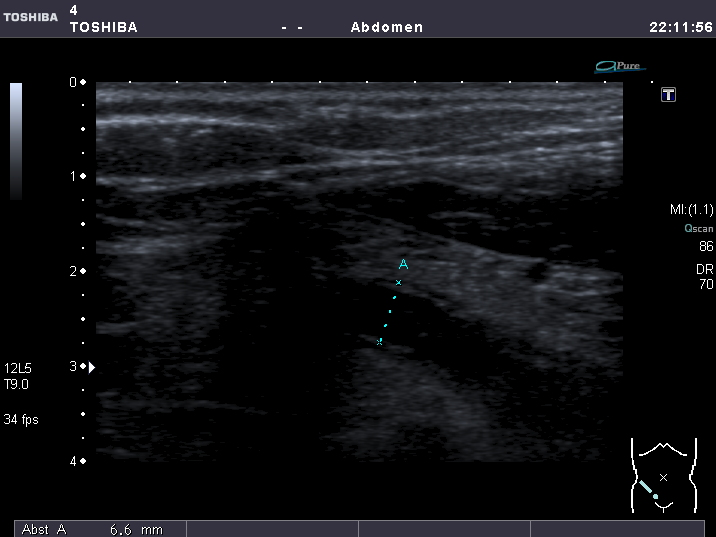 TOSHIBA
4
TOSHIBA - - Abdomen 22:11:56
aPure
T
0
1
2
3
4
A
MI:(1.1)
Qscan
86
DR
70
12L5
T9.0
34 fps
Abst A 6.6 mm